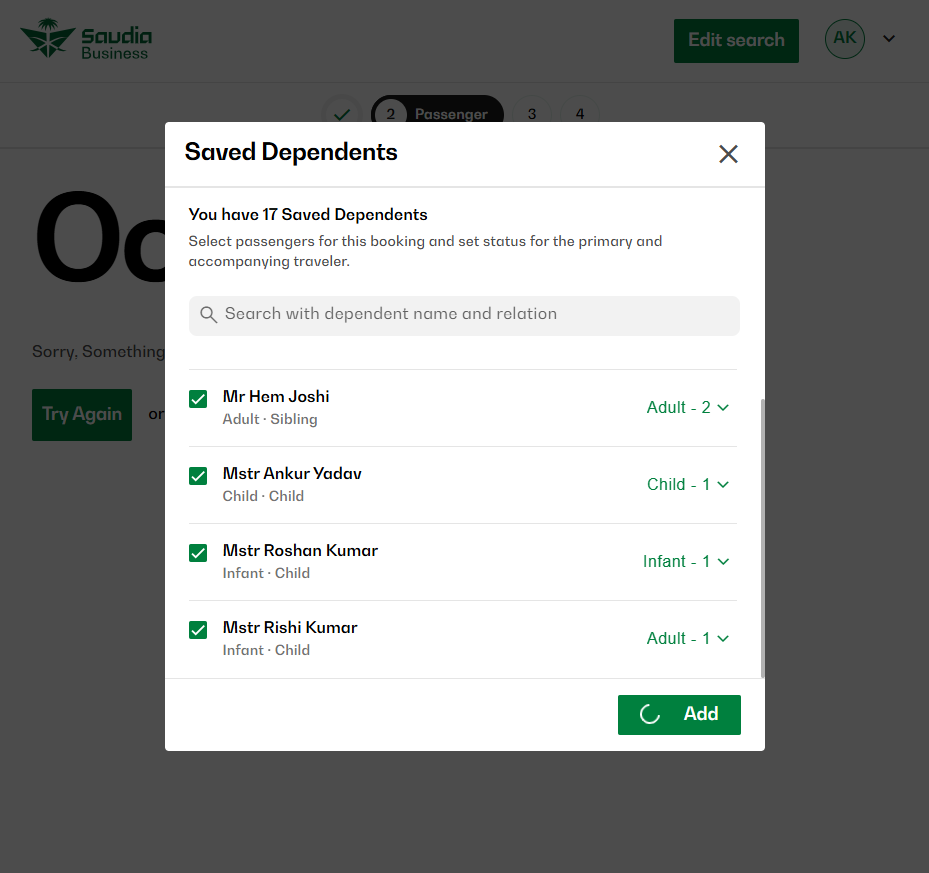 Saudia
Business
Edit search
AK
2 Passenger 3 4
Saved Dependents
You have 17 Saved Dependents
Select passengers for this booking and set status for the primary and
accompanying traveler.
Search with dependent name and relation
Mr Hem Joshi
Adult · Sibling
Adult - 2
Mstr Ankur Yadav
Child · Child
Child - 1
Mstr Roshan Kumar
Infant · Child
Infant - 1
Mstr Rishi Kumar
Infant · Child
Adult - 1
Add
Sorry, Something
Try Again or